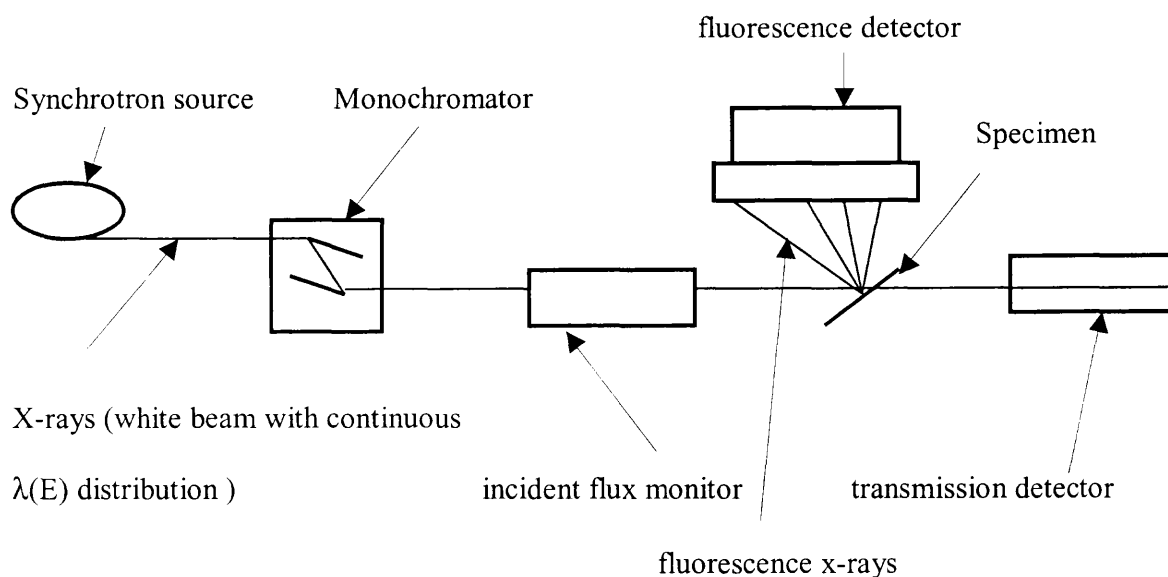 fluorescence detector
Synchrotron source
Monochromator
Specimen
X-rays (white beam with continuous
λ(E) distribution )
incident flux monitor
transmission detector
fluorescence x-rays